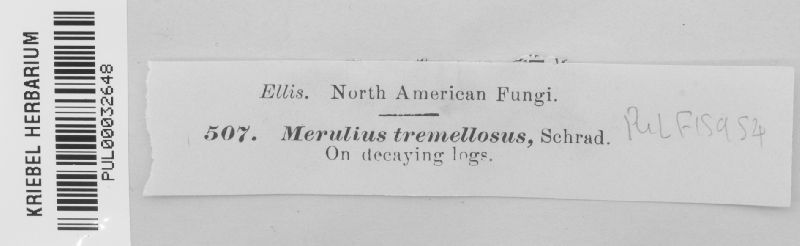 KRIEBEL HERBARIUM
PUL00032648
Ellis. North American Fungi.
507. Merulius tremellosus, Schrad.
On decaying logs.
PUL F15954